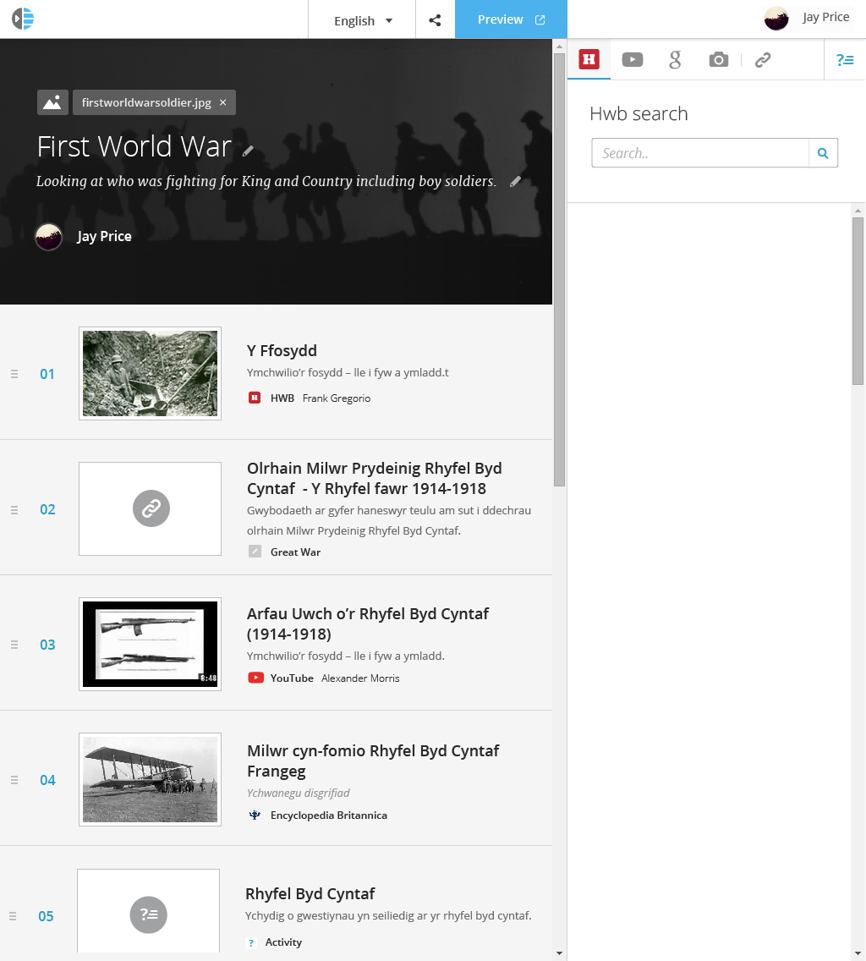 English
Preview
Jay Price
firstworldwarsoldier.jpg ×
First World War
Looking at who was fighting for King and Country including boy soldiers.
Jay Price
H
g
?
Hwb search
Search..
01
Y Ffosydd
Ymchwilio’r fosydd – lle i fyw a ymladd.t
H HWB Frank Gregorio
02
Olrhain Milwr Prydeinig Rhyfel Byd
Cyntaf - Y Rhyfel fawr 1914-1918
Gwybodaeth ar gyfer haneswyr teulu am sut i ddechrau
olrhain Milwr Prydeinig Rhyfel Byd Cyntaf.
Great War
03
8:48
Arfau Uwch o’r Rhyfel Byd Cyntaf
(1914-1918)
Ymchwilio’r fosydd – lle i fyw a ymladd.
YouTube Alexander Morris
04
Milwr cyn-fomio Rhyfel Byd Cyntaf
Frangeg
Ychwanegu disgrifiad
Encyclopedia Britannica
05
?
Rhyfel Byd Cyntaf
Ychydig o gwestiynau yn seiliedig ar yr rhyfel byd cyntaf.
? Activity